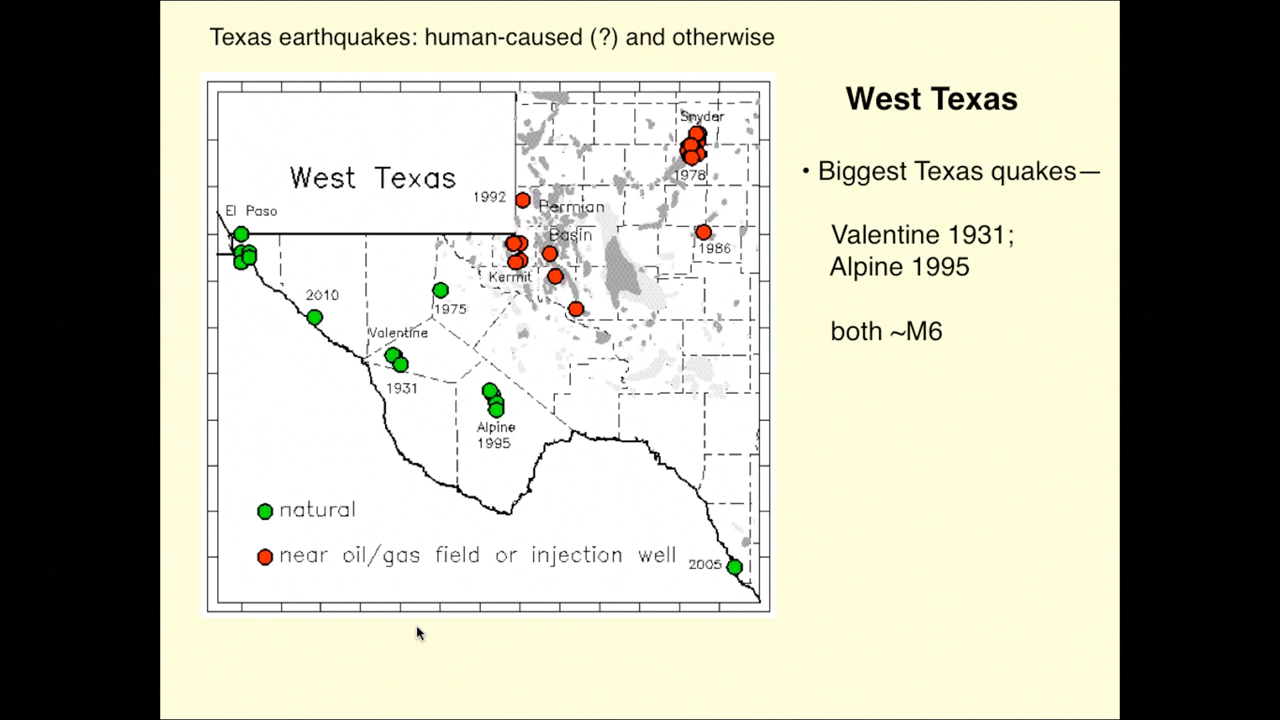 Texas earthquakes: human-caused (?) and otherwise
West Texas
• Biggest Texas quakes—
Valentine 1931;
Alpine 1995
both ~M6
West Texas
El Paso
Snyder
1978
1992
Permian
Basin
1986
Kermit
2010
1975
Valentine
1931
Alpine
1995
natural
near oil/gas field or injection well
2005